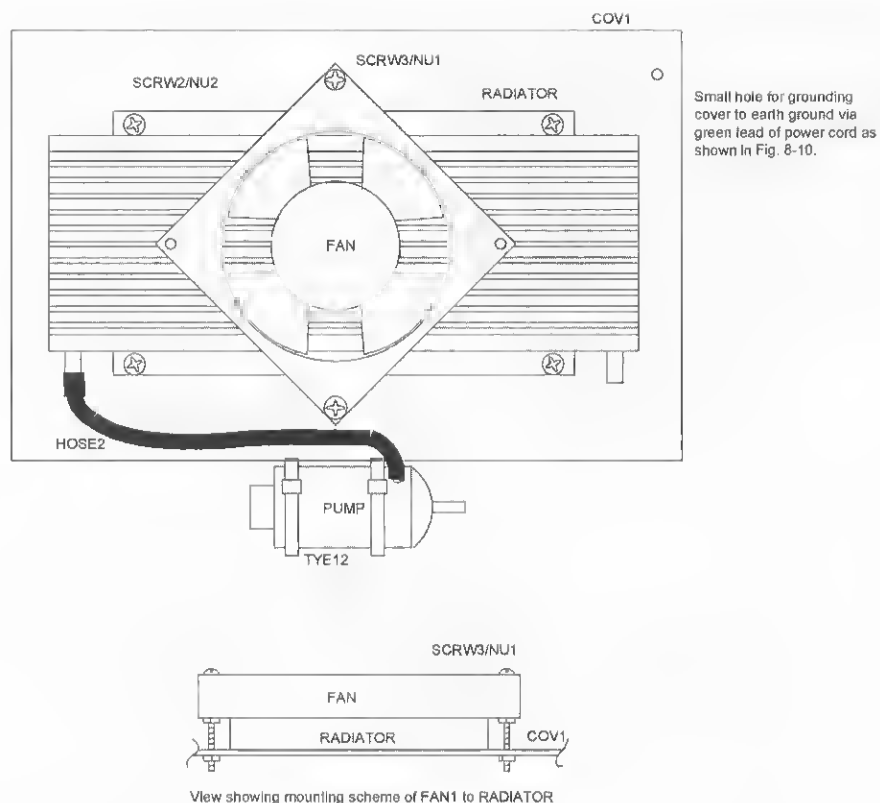 COV1
SCRW3/NU1
SCRW2/NU2
RADIATOR
Small hole for grounding
cover to earth ground via
green lead of power cord as
shown in Fig. 8-10.
FAN
HOSE2
PUMP
TYE12
SCRW3/NU1
FAN
RADIATOR
COV1
View showing mounting scheme of FAN1 to RADIATOR